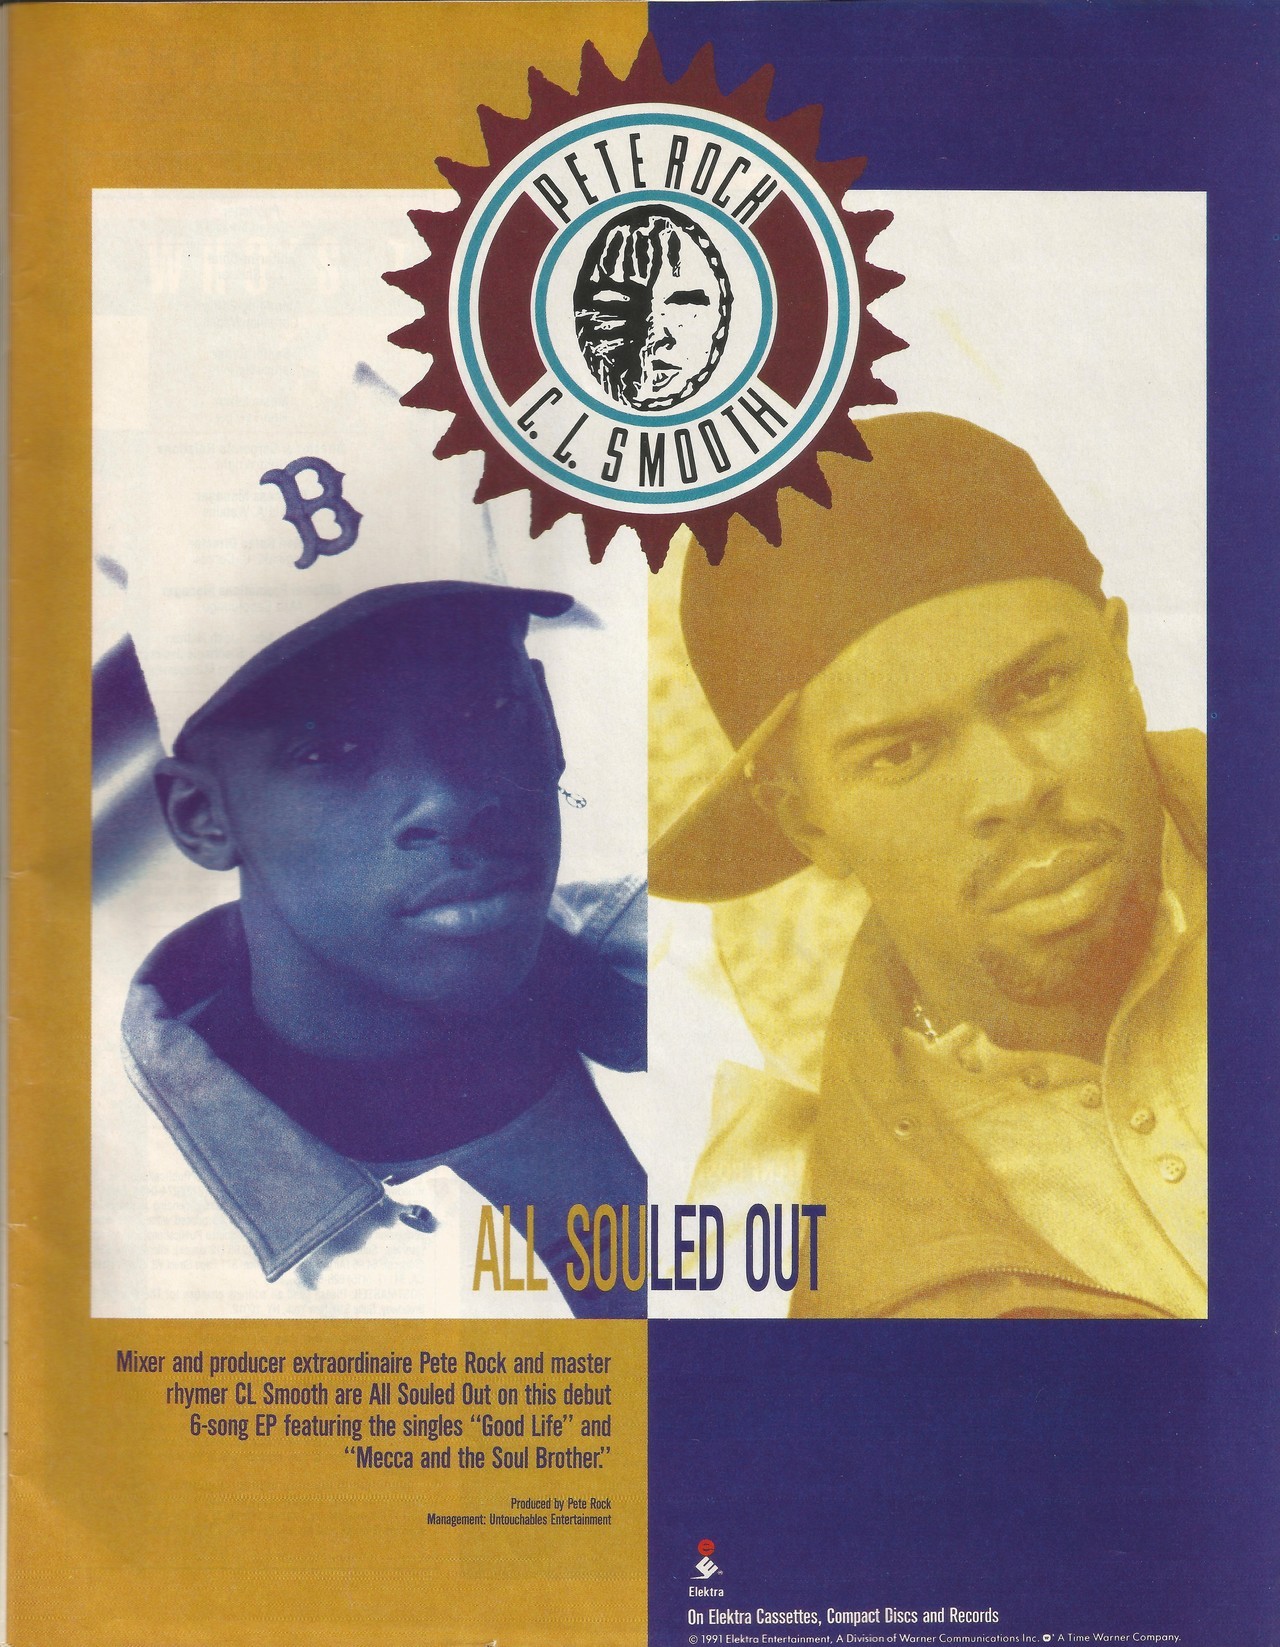 PETE ROCK
C. L. SMOOTH
B
ALL SOULED OUT
Mixer and producer extraordinaire Pete Rock and master
rhymer CL Smooth are All Souled Out on this debut
6-song EP featuring the singles “Good Life” and
“Mecca and the Soul Brother.”
Produced by Pete Rock
Management: Untouchables Entertainment
Elektra
On Elektra Cassettes, Compact Discs and Records
© 1991 Elektra Entertainment, A Division of Warner Communications Inc. A Time Warner Company.